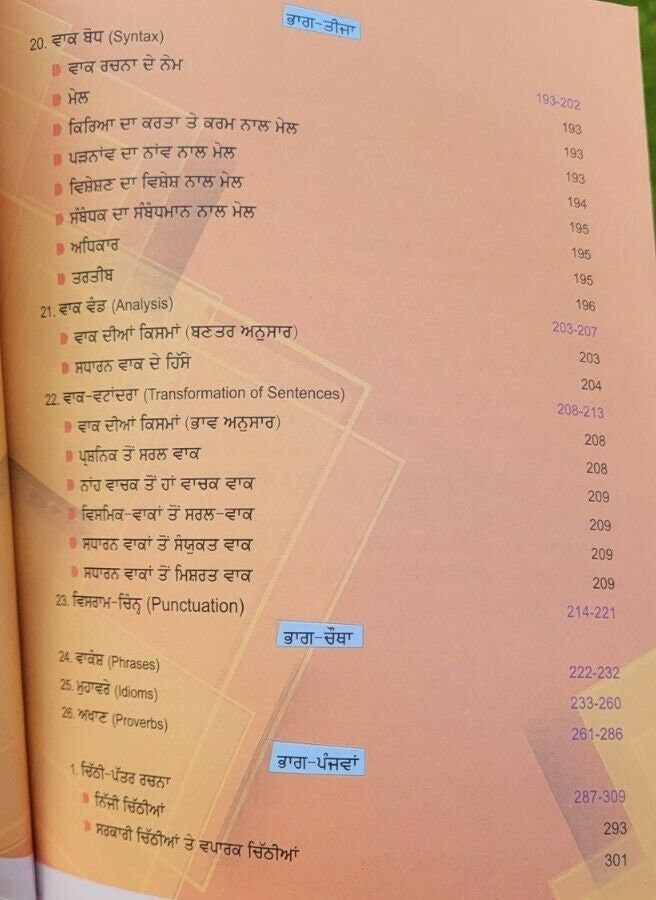 ਭਾਗ-ਤੀਜਾ
20. ਵਾਕ ਬੋਧ (Syntax) 193-202
ਵਾਕ ਰਚਨਾ ਦੇ ਨੇਮ 193
ਮੇਲ 193
ਕਿਰਿਆ ਦਾ ਕਰਤਾ ਤੇ ਕਰਮ ਨਾਲ ਮੇਲ 193
ਪੜਨਾਂਵ ਦਾ ਨਾਂਵ ਨਾਲ ਮੇਲ 194
ਵਿਸ਼ੇਸ਼ਣ ਦਾ ਵਿਸ਼ੇਸ਼ ਨਾਲ ਮੇਲ 195
ਸੰਬੰਧਕ ਦਾ ਸੰਬੰਧਮਾਨ ਨਾਲ ਮੇਲ 195
ਅਧਿਕਾਰ 195
ਤਰਤੀਬ 196
21. ਵਾਕ ਵੰਡ (Analysis) 203-207
ਵਾਕ ਦੀਆਂ ਕਿਸਮਾਂ (ਬਣਤਰ ਅਨੁਸਾਰ) 203
ਸਧਾਰਨ ਵਾਕ ਦੇ ਹਿੱਸੇ 204
22. ਵਾਕ-ਵਟਾਂਦਰਾ (Transformation of Sentences) 208-213
ਵਾਕ ਦੀਆਂ ਕਿਸਮਾਂ (ਭਾਵ ਅਨੁਸਾਰ) 208
ਪ੍ਰਸ਼ਨਿਕ ਤੋਂ ਸਰਲ ਵਾਕ 208
ਨਾਂਹ ਵਾਚਕ ਤੋਂ ਹਾਂ ਵਾਚਕ ਵਾਕ 209
ਵਿਸਮਿਕ-ਵਾਕਾਂ ਤੋਂ ਸਰਲ-ਵਾਕ 209
ਸਧਾਰਨ ਵਾਕਾਂ ਤੋਂ ਸੰਯੁਕਤ ਵਾਕ 209
ਸਧਾਰਨ ਵਾਕਾਂ ਤੋਂ ਮਿਸ਼ਰਤ ਵਾਕ 209
23. ਵਿਸਰਾਮ-ਚਿੰਨ੍ਹ (Punctuation) 214-221
ਭਾਗ-ਚੌਥਾ
24. ਵਾਕੰਸ਼ (Phrases) 222-232
25. ਮੁਹਾਵਰੇ (Idioms) 233-260
26. ਅਖਾਣ (Proverbs) 261-286
ਭਾਗ-ਪੰਜਵਾਂ
1. ਚਿੱਠੀ-ਪੱਤਰ ਰਚਨਾ 287-309
ਨਿੱਜੀ ਚਿੱਠੀਆਂ 293
ਸਰਕਾਰੀ ਚਿੱਠੀਆਂ ਤੇ ਵਪਾਰਕ ਚਿੱਠੀਆਂ 301